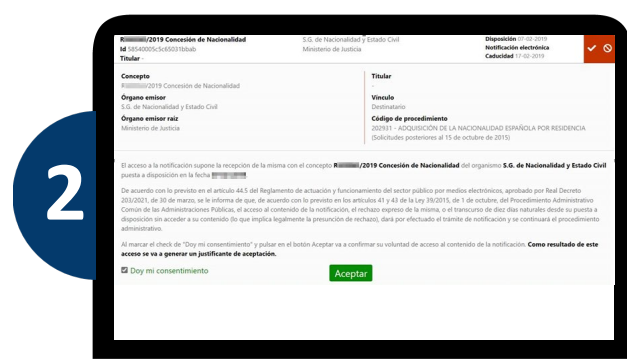 2
R /2019 Concesión de Nacionalidad
Id 58540005c5c65031bbab
Titular -
S.G. de Nacionalidad y Estado Civil
Ministerio de Justicia
Disposición 07-02-2019
Notificación electrónica
Caducidad 17-02-2019
Concepto
R /2019 Concesión de Nacionalidad
Órgano emisor
S.G. de Nacionalidad y Estado Civil
Órgano emisor raíz
Ministerio de Justicia
Titular
-
Vínculo
Destinatario
Código de procedimiento
202931 - ADQUISICIÓN DE LA NACIONALIDAD ESPAÑOLA POR RESIDENCIA
(Solicitudes posteriores al 15 de octubre de 2015)
El acceso a la notificación supone la recepción de la misma con el concepto R /2019 Concesión de Nacionalidad del organismo S.G. de Nacionalidad y Estado Civil
puesta a disposición en la fecha
De acuerdo con lo previsto en el artículo 44.5 del Reglamento de actuación y funcionamiento del sector público por medios electrónicos, aprobado por Real Decreto
203/2021, de 30 de marzo, se le informa de que, de acuerdo con lo previsto en los artículos 41 y 43 de la Ley 39/2015, de 1 de octubre, del Procedimiento Administrativo
Común de las Administraciones Públicas, el acceso al contenido de la notificación, el rechazo expreso de la misma, o el transcurso de diez días naturales desde su puesta a
disposición sin acceder a su contenido (lo que implica legalmente la presunción de rechazo), dará por efectuado el trámite de notificación y se continuará el procedimiento
administrativo.
Al marcar el check de "Doy mi consentimiento" y pulsar en el botón Aceptar va a confirmar su voluntad de acceso al contenido de la notificación. Como resultado de este
acceso se va a generar un justificante de aceptación.
Doy mi consentimiento
Aceptar